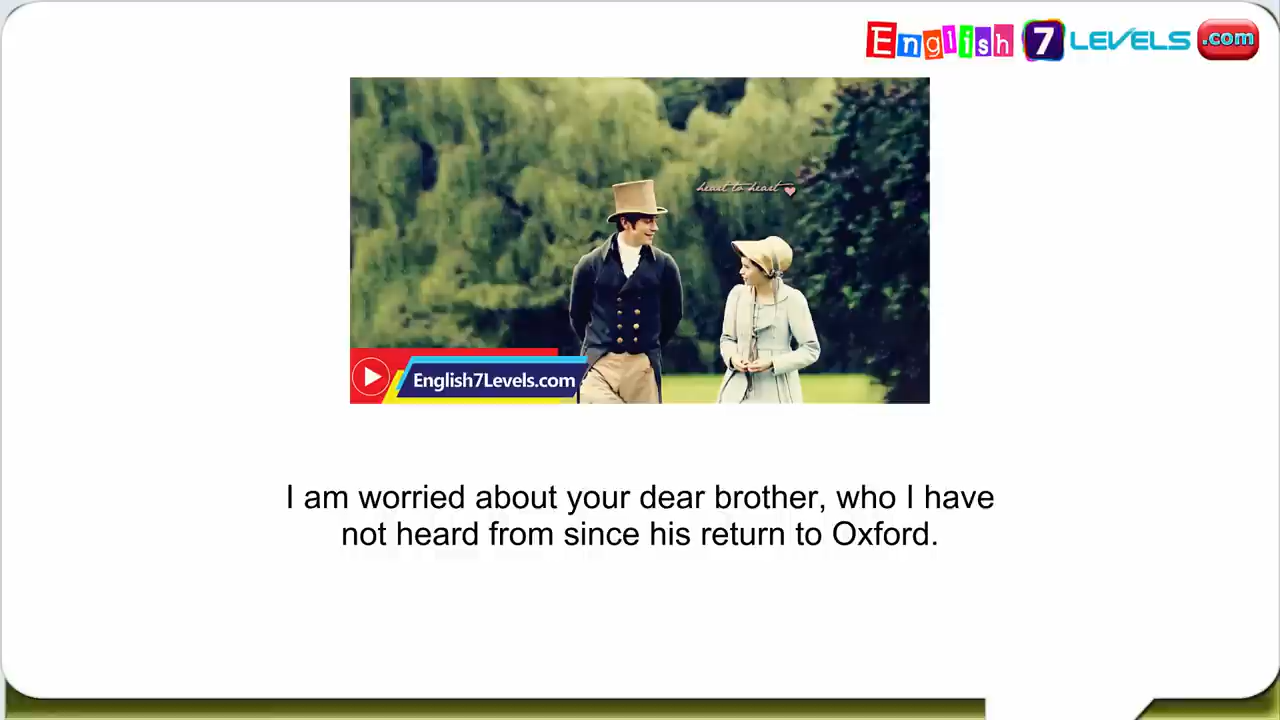 English 7 LEVELS .com
heart to heart
English7Levels.com
I am worried about your dear brother, who I have
not heard from since his return to Oxford.